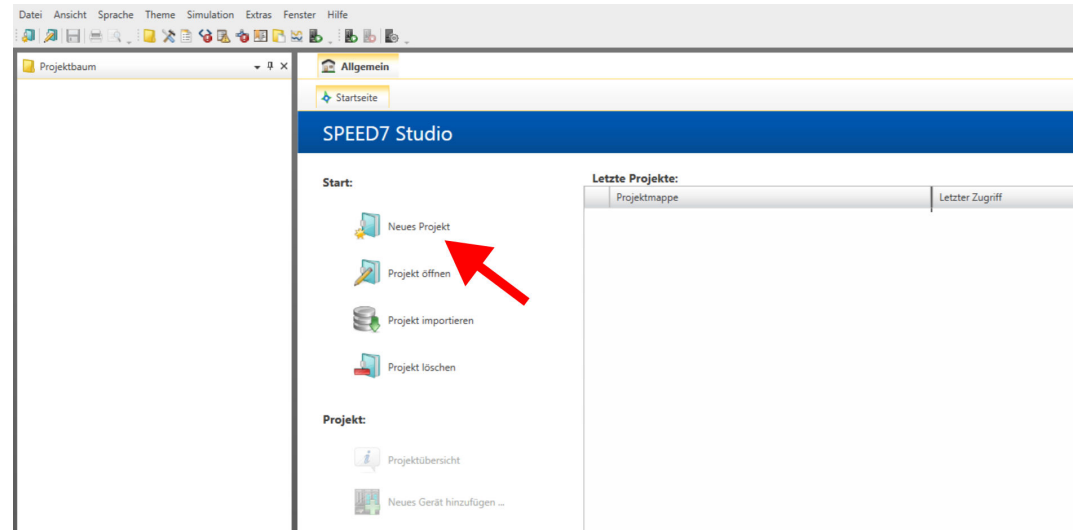 Datei Ansicht Sprache Theme Simulation Extras Fenster Hilfe
Projektbaum
Allgemein
Startseite
SPEED7 Studio
Start:
Letzte Projekte:
Projektmappe Letzter Zugriff
Neues Projekt
Projekt öffnen
Projekt importieren
Projekt löschen
Projekt:
Projektübersicht
Neues Gerät hinzufügen ...